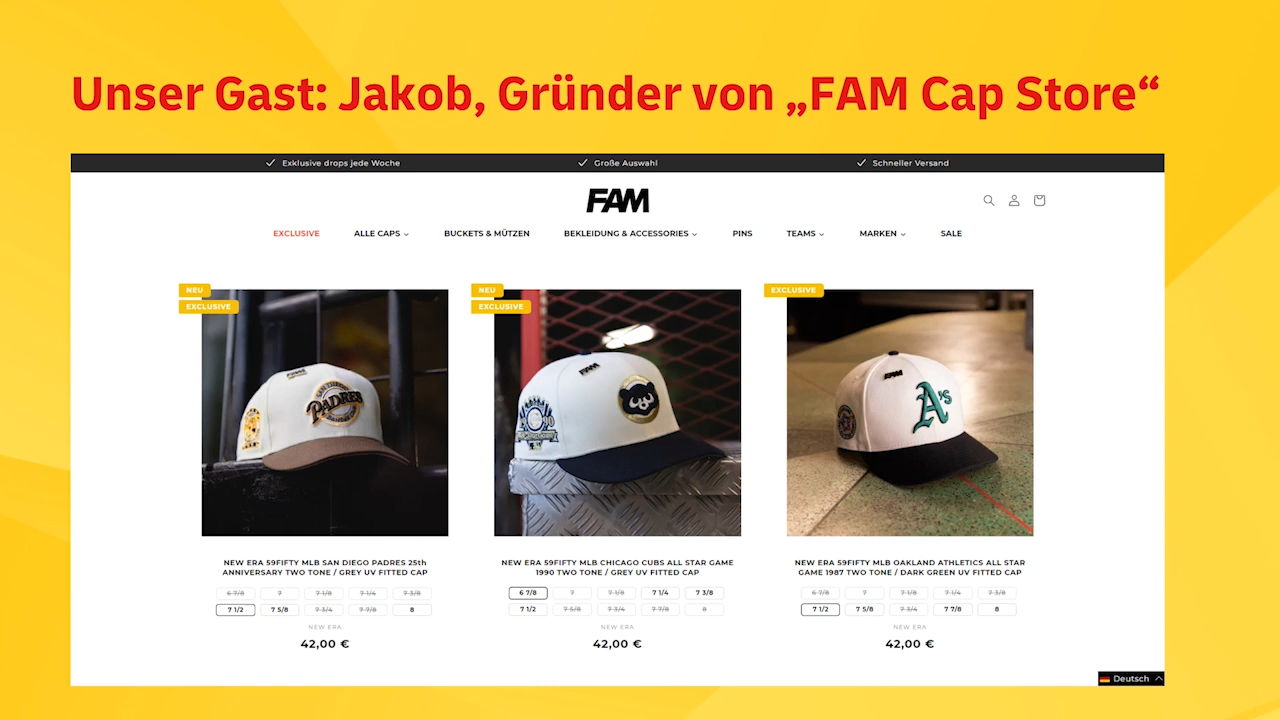 Unser Gast: Jakob, Gründer von „FAM Cap Store“
Exklusive drops jede Woche
Große Auswahl
Schneller Versand
FAM
EXCLUSIVE
ALLE CAPS
BUCKETS & MÜTZEN
BEKLEIDUNG & ACCESSORIES
PINS
TEAMS
MARKEN
SALE
NEU
EXCLUSIVE
NEU
EXCLUSIVE
EXCLUSIVE
FAM
PADRES
FAM
FAM
A's
NEW ERA 59FIFTY MLB SAN DIEGO PADRES 25th
ANNIVERSARY TWO TONE / GREY UV FITTED CAP
6 7/8 7 7 1/8 7 1/4 7 3/8
7 1/2 7 5/8 7 3/4 7 7/8 8
NEW ERA
42,00 €
NEW ERA 59FIFTY MLB CHICAGO CUBS ALL STAR GAME
1990 TWO TONE / GREY UV FITTED CAP
6 7/8 7 7 1/8 7 1/4 7 3/8
7 1/2 7 5/8 7 3/4 7 7/8 8
NEW ERA
42,00 €
NEW ERA 59FIFTY MLB OAKLAND ATHLETICS ALL STAR
GAME 1987 TWO TONE / DARK GREEN UV FITTED CAP
6 7/8 7 7 1/8 7 1/4 7 3/8
7 1/2 7 5/8 7 3/4 7 7/8 8
NEW ERA
42,00 €
Deutsch